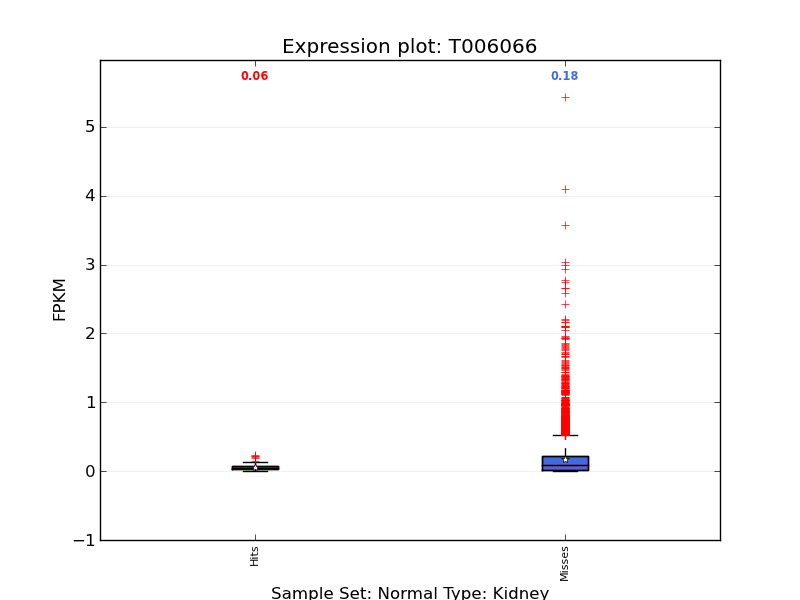 Expression plot: T006066
0.06
0.18
5
4
3
2
1
0
−1
FPKM
Hits
Misses
Sample Set: Normal Type: Kidney